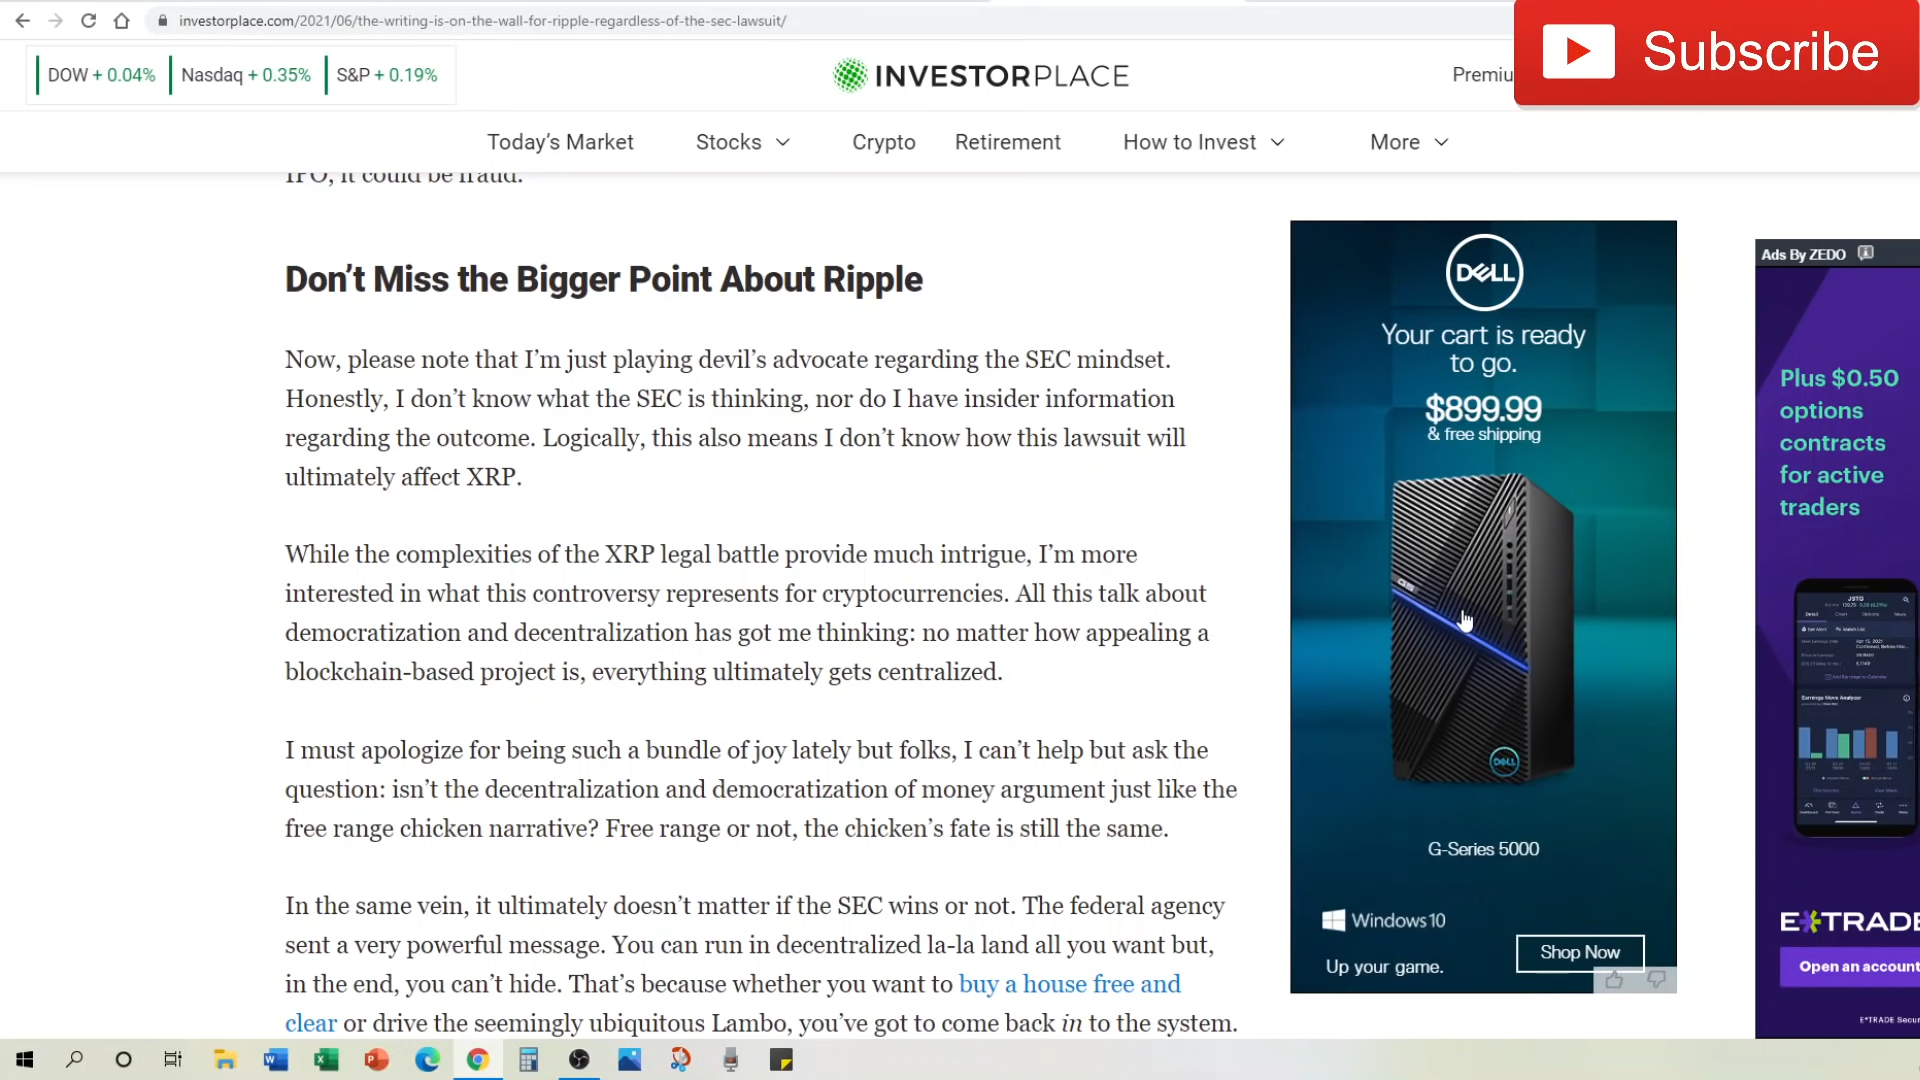 investorplace.com/2021/06/the-writing-is-on-the-wall-for-ripple-regardless-of-the-sec-lawsuit/
Subscribe
DOW + 0.04%
Nasdaq + 0.35%
S&P + 0.19%
INVESTORPLACE
Premiu
Today's Market
Stocks
Crypto
Retirement
How to Invest
More
IPO, it could be fraud.
Don't Miss the Bigger Point About Ripple
Now, please note that I'm just playing devil's advocate regarding the SEC mindset.
Honestly, I don't know what the SEC is thinking, nor do I have insider information
regarding the outcome. Logically, this also means I don't know how this lawsuit will
ultimately affect XRP.
While the complexities of the XRP legal battle provide much intrigue, I'm more
interested in what this controversy represents for cryptocurrencies. All this talk about
democratization and decentralization has got me thinking: no matter how appealing a
blockchain-based project is, everything ultimately gets centralized.
I must apologize for being such a bundle of joy lately but folks, I can't help but ask the
question: isn't the decentralization and democratization of money argument just like the
free range chicken narrative? Free range or not, the chicken's fate is still the same.
In the same vein, it ultimately doesn't matter if the SEC wins or not. The federal agency
sent a very powerful message. You can run in decentralized la-la land all you want but,
in the end, you can't hide. That's because whether you want to buy a house free and
clear or drive the seemingly ubiquitous Lambo, you've got to come back in to the system.
DELL
Your cart is ready
to go.
$899.99
& free shipping
DELL
G-Series 5000
Windows 10
Up your game.
Shop Now
Ads By ZEDO
Plus $0.50
options
contracts
for active
traders
E*TRADE
Open an account
E*TRADE Secur